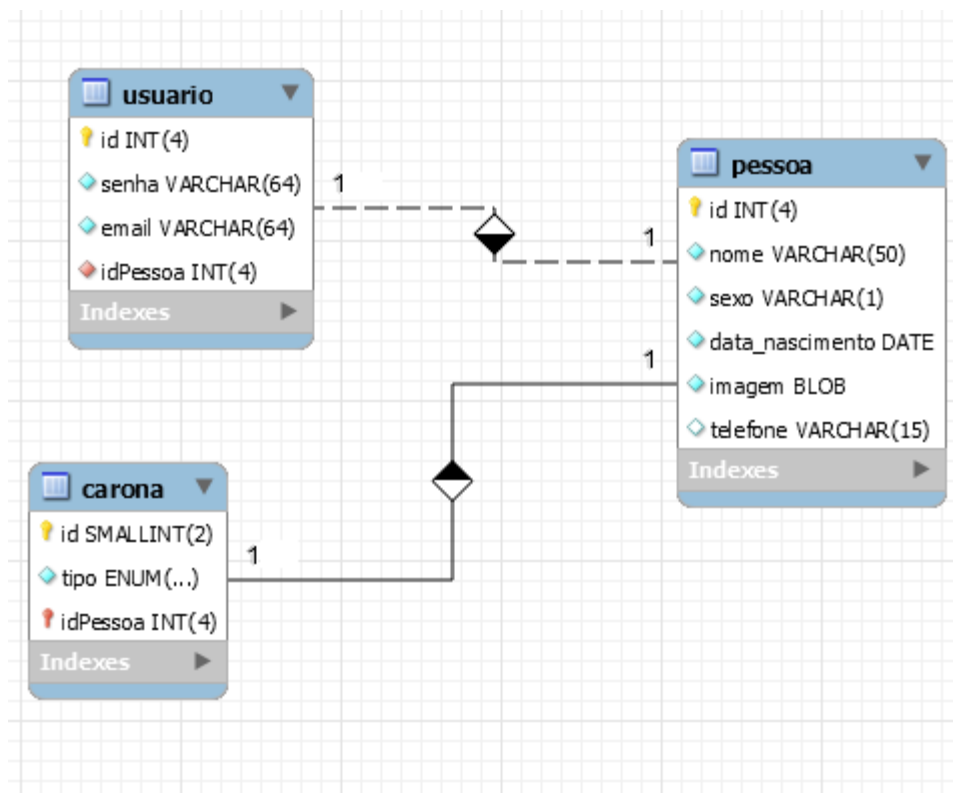 usuario
id INT(4)
senha VARCHAR(64)
email VARCHAR(64)
idPessoa INT(4)
Indexes
1
1
pessoa
id INT(4)
nome VARCHAR(50)
sexo VARCHAR(1)
data_nascimento DATE
imagem BLOB
telefone VARCHAR(15)
Indexes
1
1
carona
id SMALLINT(2)
tipo ENUM(...)
idPessoa INT(4)
Indexes